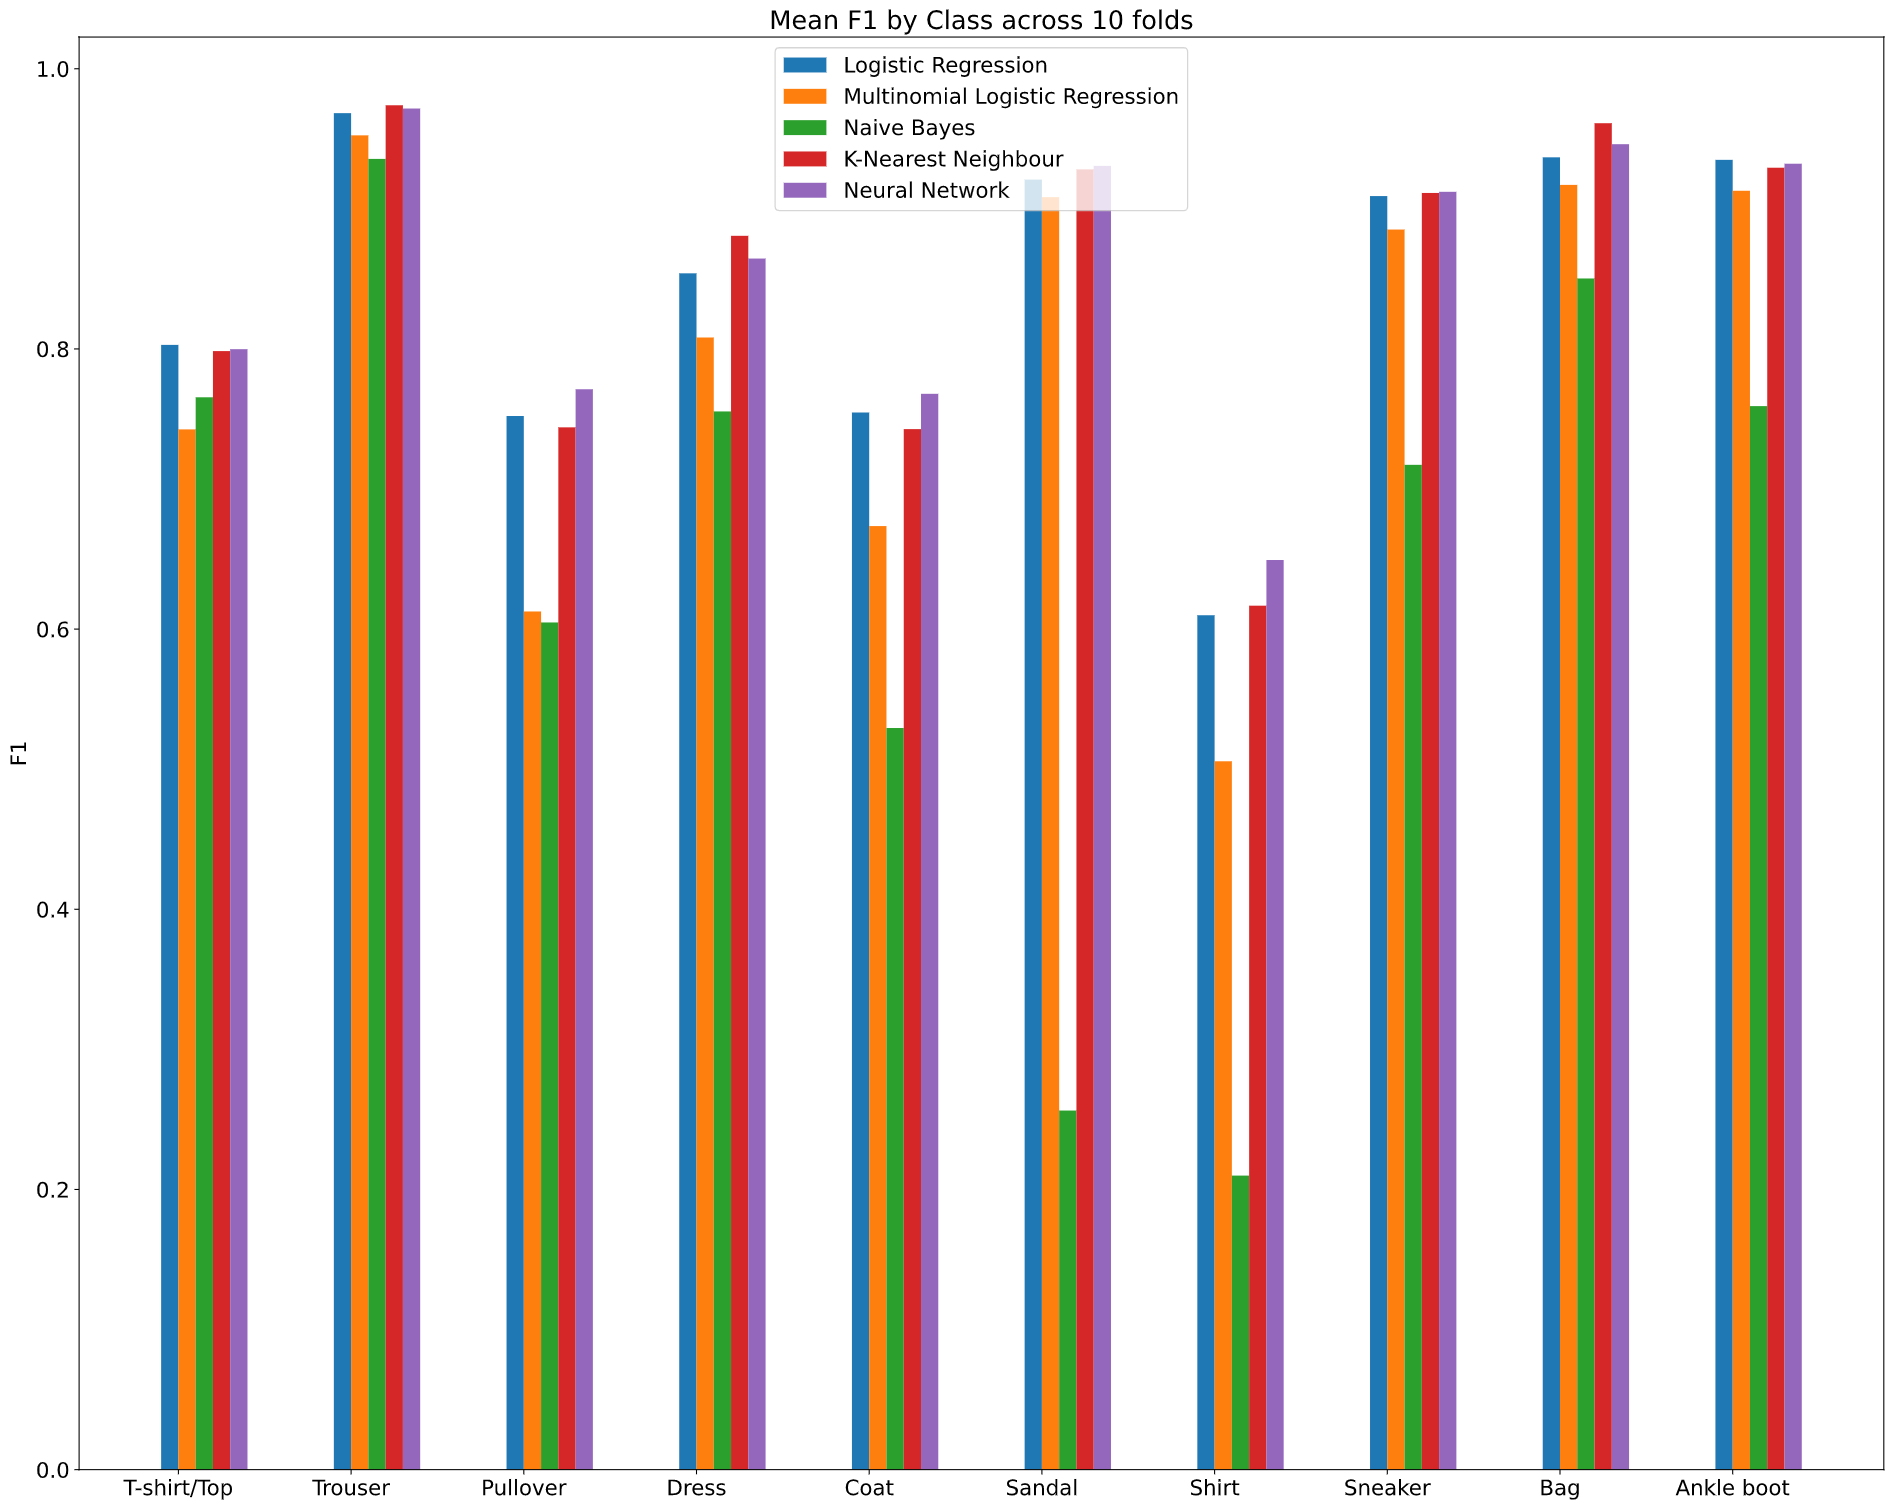 Mean F1 by Class across 10 folds
Logistic Regression
Multinomial Logistic Regression
Naive Bayes
K-Nearest Neighbour
Neural Network
1.0
0.8
0.6
0.4
0.2
0.0
F1
T-shirt/Top
Trouser
Pullover
Dress
Coat
Sandal
Shirt
Sneaker
Bag
Ankle boot